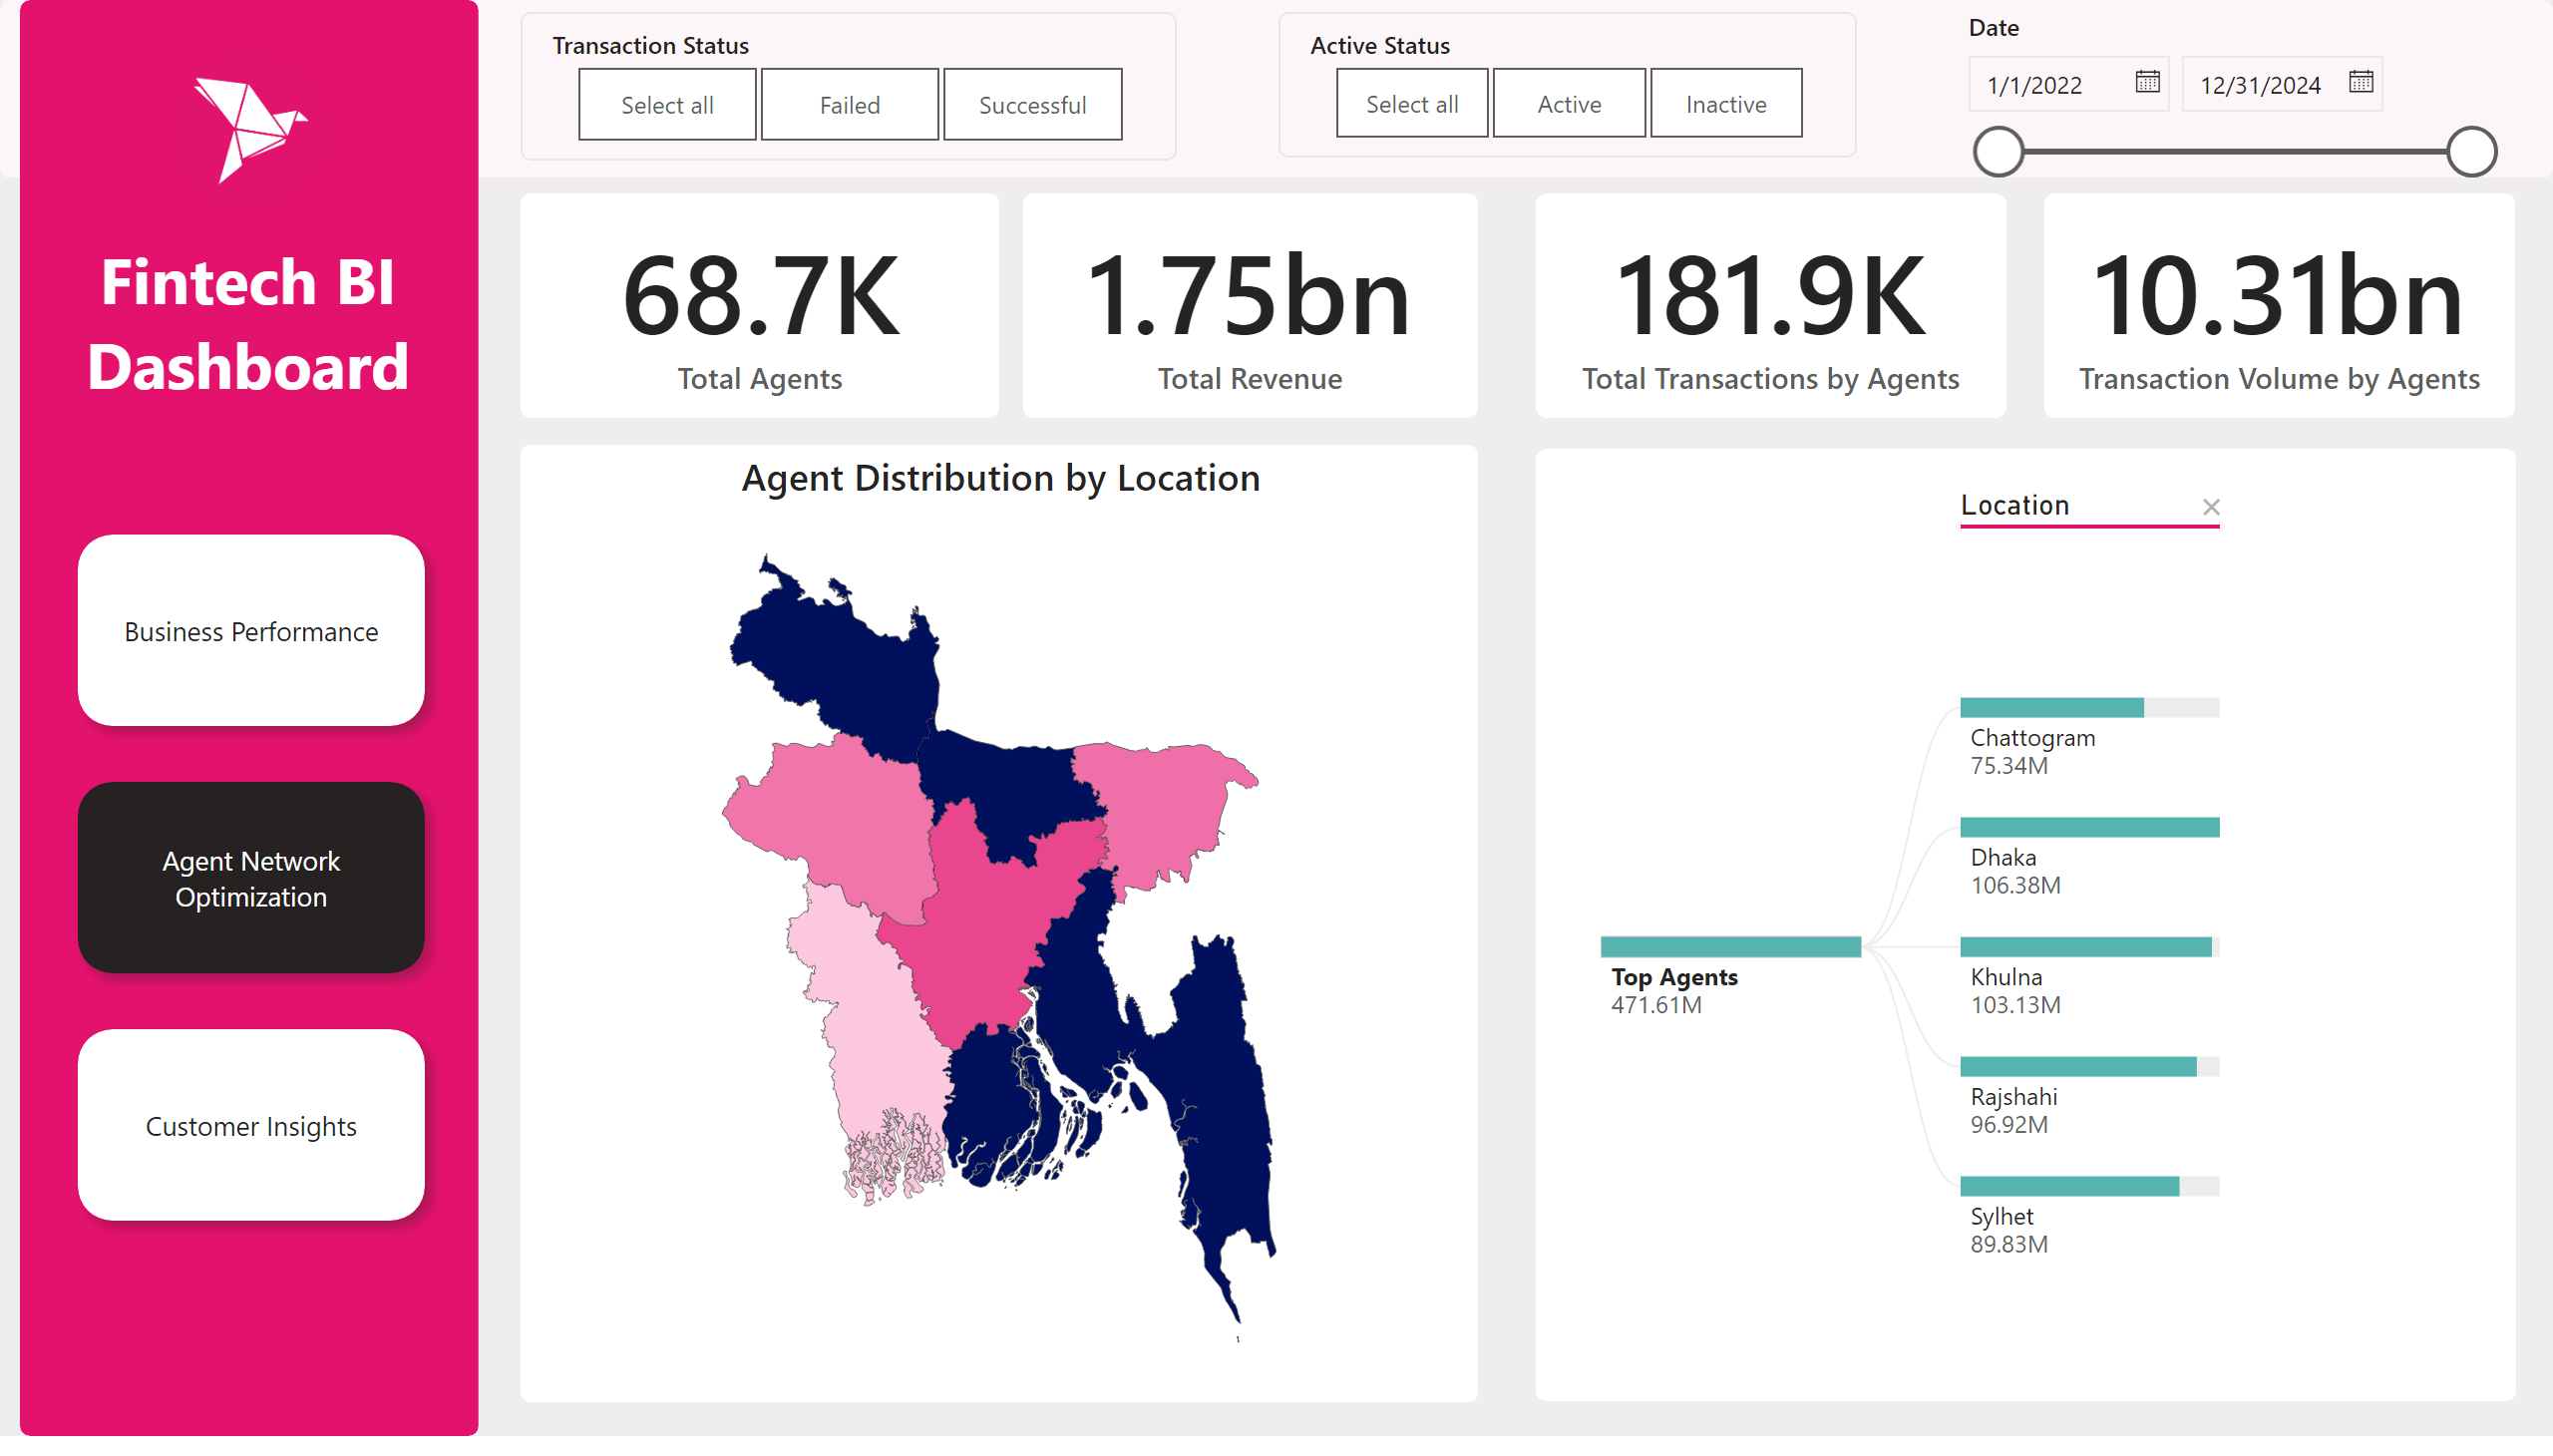 Fintech BI
Dashboard
Business Performance
Agent Network
Optimization
Customer Insights
Transaction Status
Select all
Failed
Successful
Active Status
Select all
Active
Inactive
Date
1/1/2022
12/31/2024
68.7K
Total Agents
1.75bn
Total Revenue
181.9K
Total Transactions by Agents
10.31bn
Transaction Volume by Agents
Agent Distribution by Location
Location
Top Agents
471.61M
Chattogram
75.34M
Dhaka
106.38M
Khulna
103.13M
Rajshahi
96.92M
Sylhet
89.83M